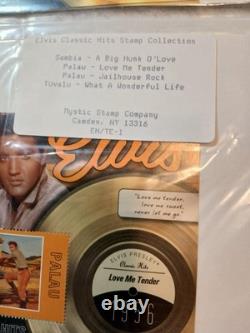 Elvis Classic Hits Stamp Collection
Gambia - A Big Hunk O'Love
Palau - Love Me Tender
Palau - Jailhouse Rock
Tuvalu - What A Wonderful Life
Mystic Stamp Company
Camden, NY 13316
EM/TE-1
Elvis
"Love me tender,
love me sweet,
never let me go"
PALAU
ELVIS PRESLEY
Classic Hits
Love Me Tender
1956
HITS